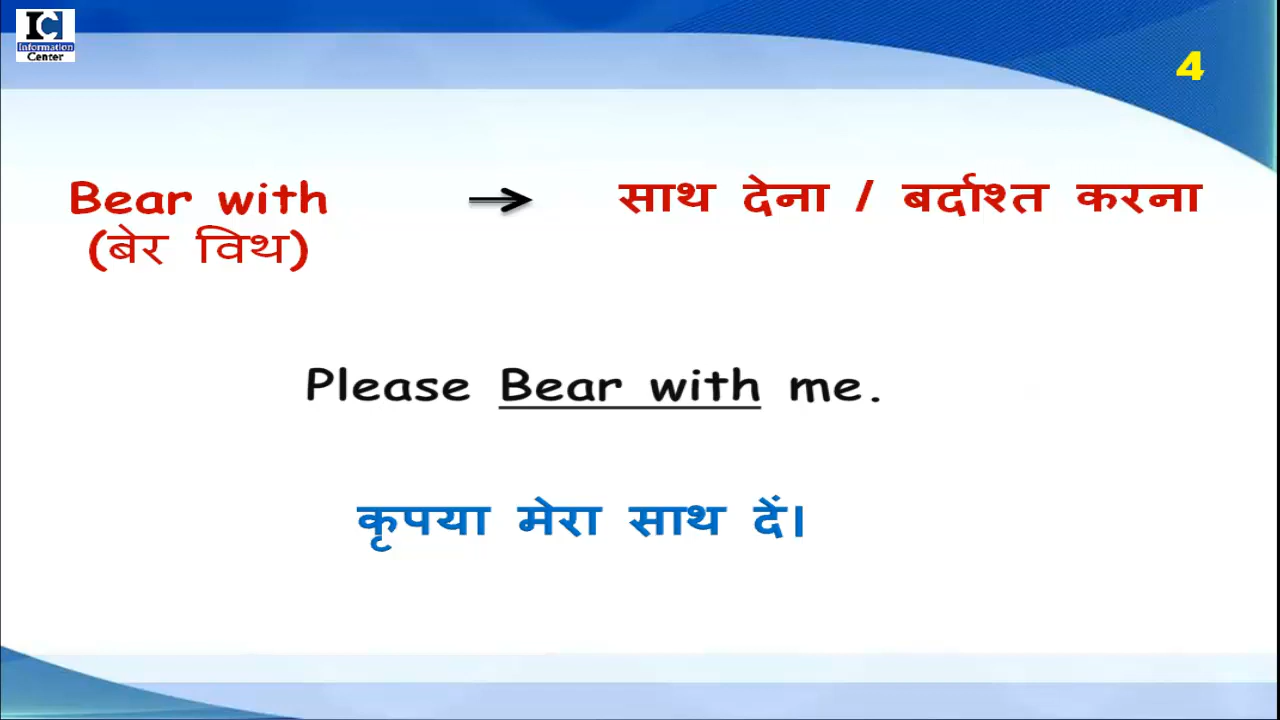 IC
Information
Center
4
Bear with → साथ देना / बर्दाश्त करना
(बेर विथ)
Please Bear with me.
कृपया मेरा साथ दें।